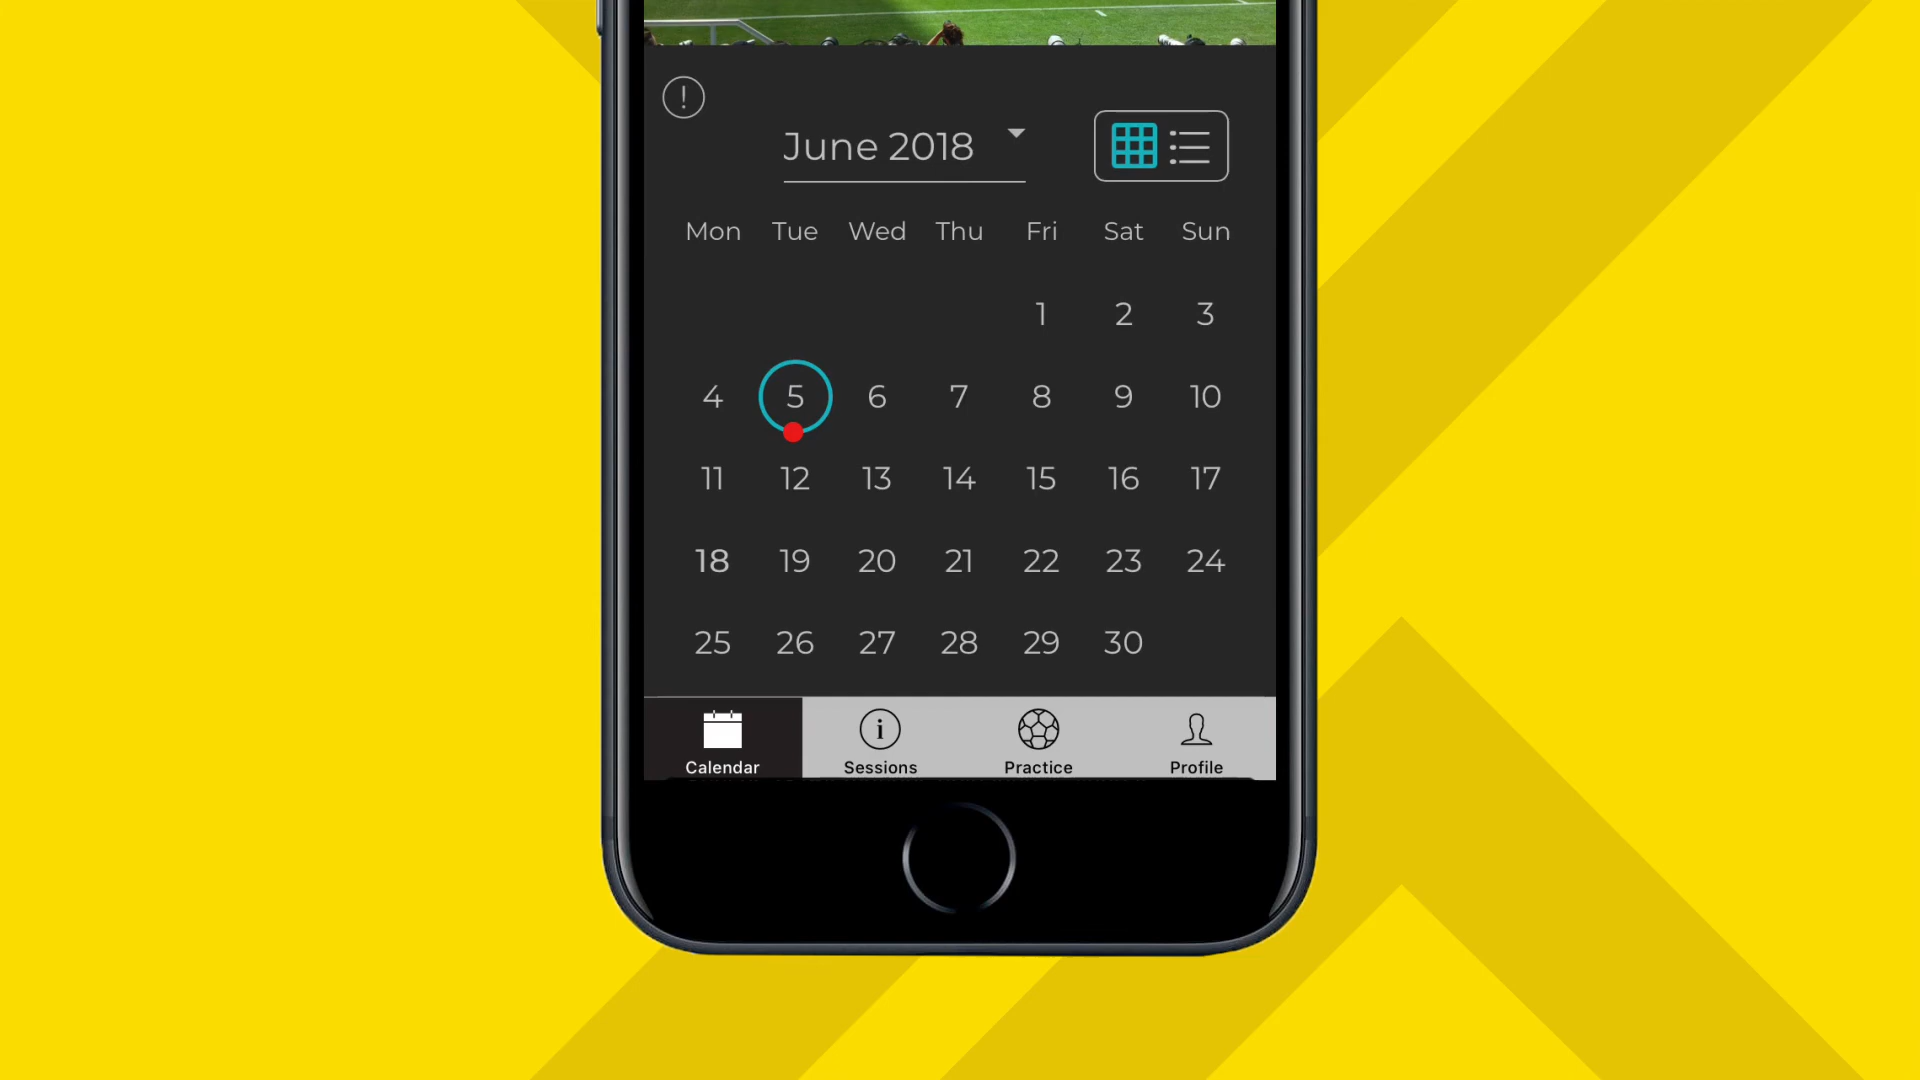 !
June 2018
Mon Tue Wed Thu Fri Sat Sun
1 2 3
4 5 6 7 8 9 10
11 12 13 14 15 16 17
18 19 20 21 22 23 24
25 26 27 28 29 30
i
Calendar Sessions Practice Profile